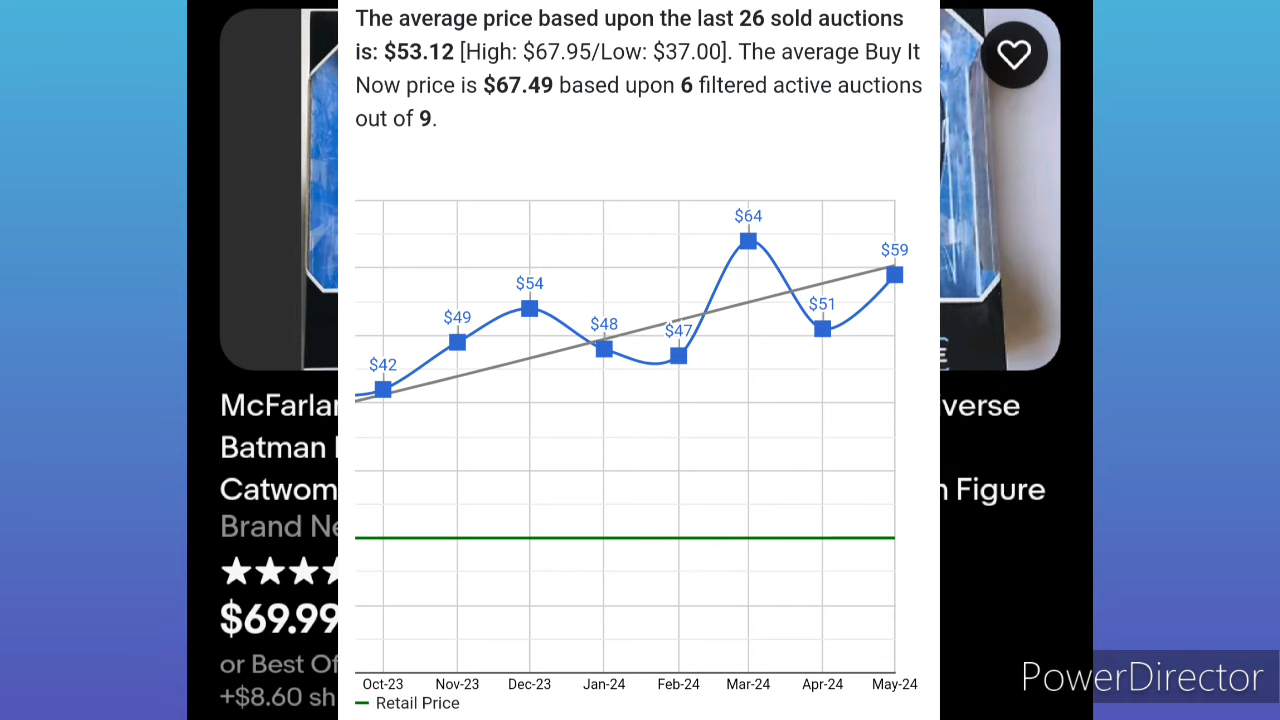 The average price based upon the last 26 sold auctions
is: $53.12 [High: $67.95/Low: $37.00]. The average Buy It
Now price is $67.49 based upon 6 filtered active auctions
out of 9.
$64
$59
$54
$51
$49
$48
$47
$42
Oct-23 Nov-23 Dec-23 Jan-24 Feb-24 Mar-24 Apr-24 May-24
Retail Price
McFarla
verse
Batman
Catwom
n Figure
Brand Ne
$69.99
or Best Of
+$8.60 sh
E
PowerDirector